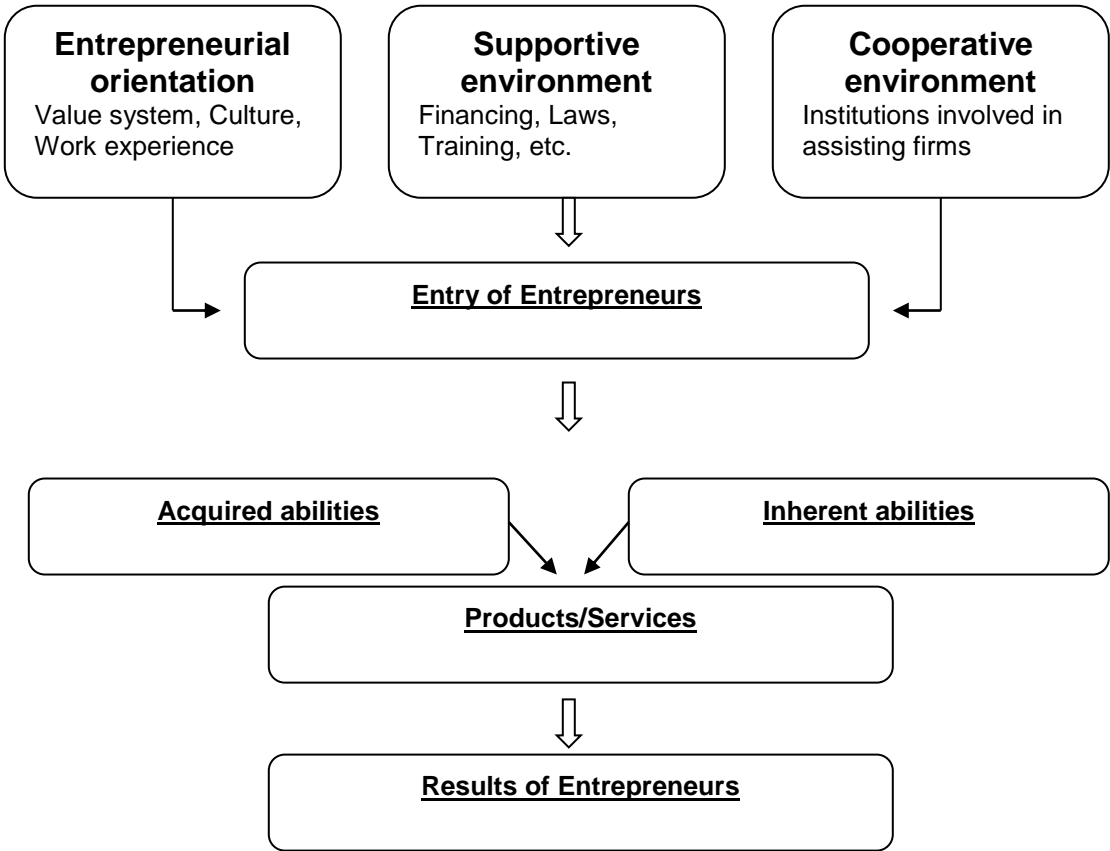 Entrepreneurial
orientation
Value system, Culture,
Work experience
Supportive
environment
Financing, Laws,
Training, etc.
Cooperative
environment
Institutions involved in
assisting firms
Entry of Entrepreneurs
Acquired abilities
Inherent abilities
Products/Services
Results of Entrepreneurs